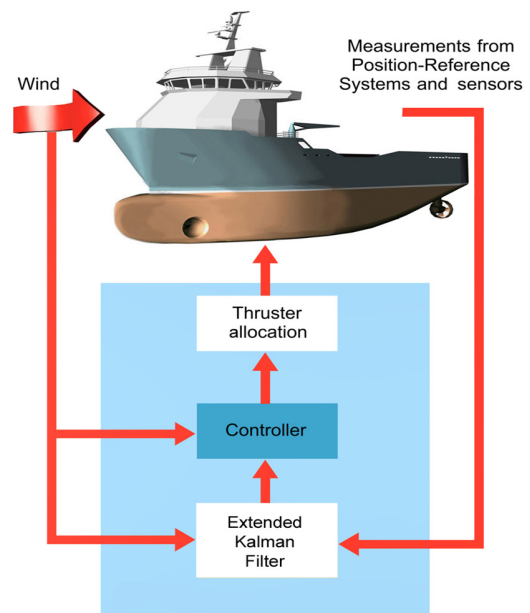 Wind
Measurements from
Position-Reference
Systems and sensors
Thruster
allocation
Controller
Extended
Kalman
Filter